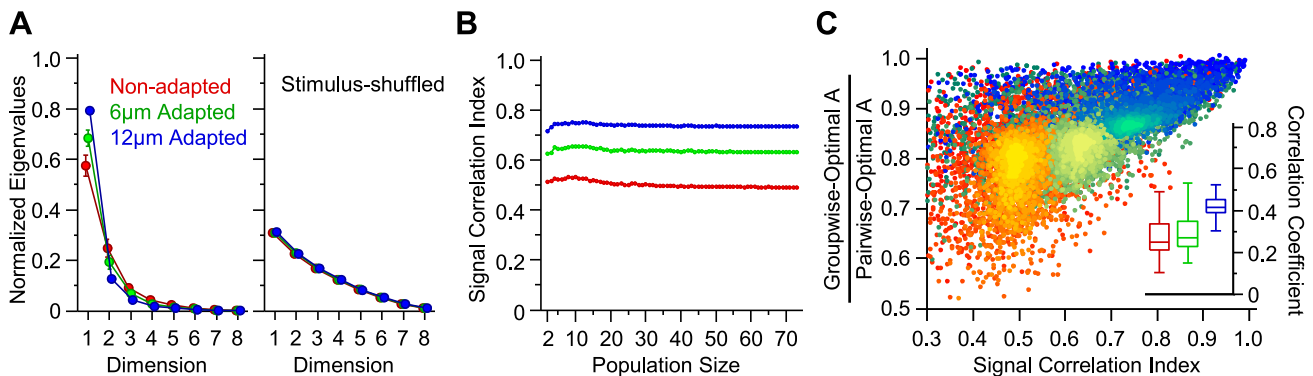 A
B
C
Normalized Eigenvalues
1.0
0.8
0.6
0.4
0.2
0
Non-adapted
6µm Adapted
12µm Adapted
1 2 3 4 5 6 7 8
Dimension
Stimulus-shuffled
1 2 3 4 5 6 7 8
Dimension
Signal Correlation Index
1.0
0.8
0.6
0.4
0.2
0
2 10 20 30 40 50 60 70
Population Size
Groupwise-Optimal A
Pairwise-Optimal A
1.0
0.9
0.8
0.7
0.6
0.5
0.3 0.4 0.5 0.6 0.7 0.8 0.9 1.0
Signal Correlation Index
0.8
0.6
0.4
0.2
0
Correlation Coefficient